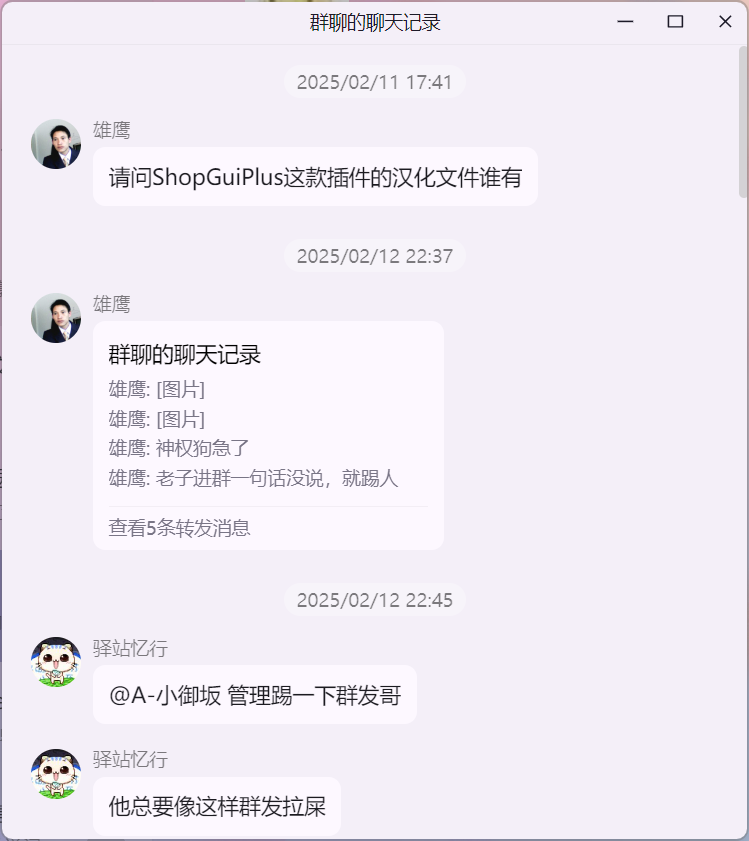 群聊的聊天记录
2025/02/11 17:41
雄鹰
请问ShopGuiPlus这款插件的汉化文件谁有
2025/02/12 22:37
雄鹰
群聊的聊天记录
雄鹰: [图片]
雄鹰: [图片]
雄鹰: 神权狗急了
雄鹰: 老子进群一句话没说，就踢人
查看5条转发消息
2025/02/12 22:45
驿站忆行
@A-小御坂 管理踢一下群发哥
驿站忆行
他总要像这样群发拉屎